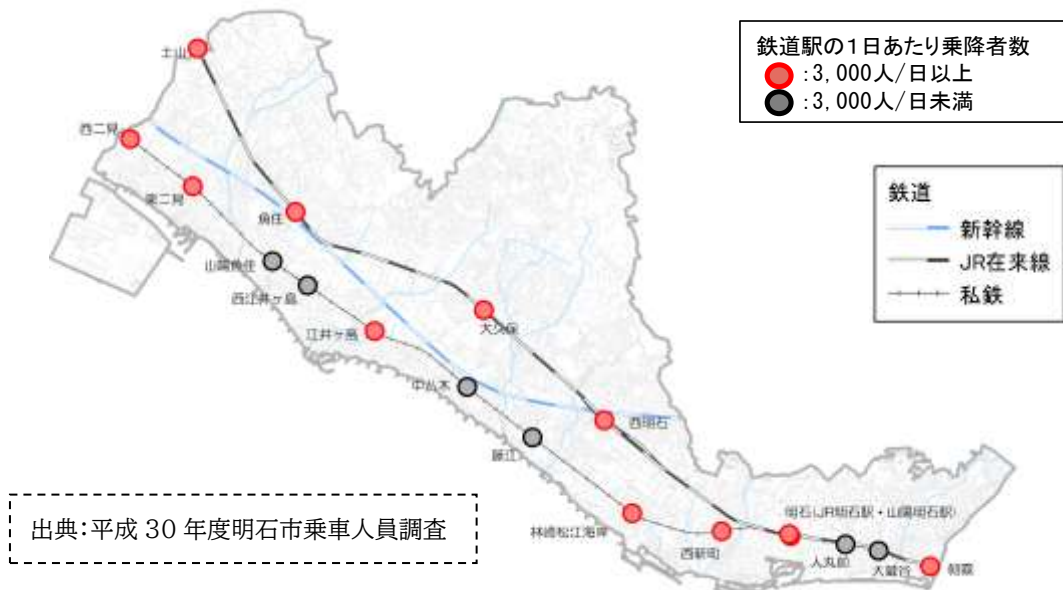 鉄道駅の1日あたり乗降者数
:3,000人/日以上
:3,000人/日未満
鉄道
新幹線
JR在来線
私鉄
土山
西二見
東二見
魚住
山陽魚住
西江井ヶ島
江井ヶ島
大久保
中八木
西明石
藤江
林崎松江海岸
西新町
明石(JR明石駅・山陽明石駅)
人丸前
大蔵谷
朝霧
出典:平成 30 年度明石市乗車人員調査